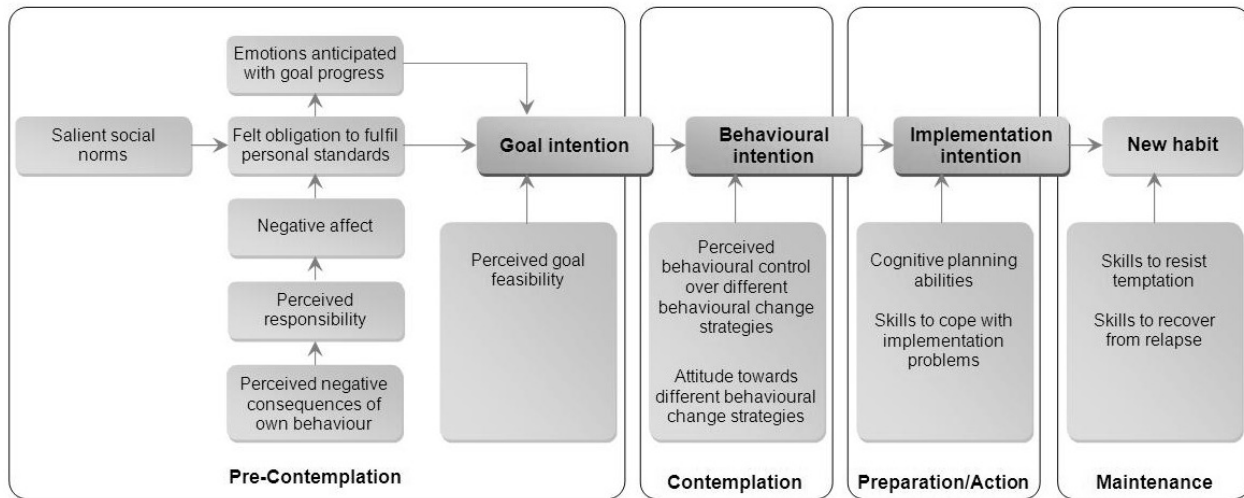 Emotions anticipated
with goal progress
Salient social
norms
Felt obligation to fulfil
personal standards
Goal intention
Behavioural
intention
Implementation
intention
New habit
Negative affect
Perceived
responsibility
Perceived negative
consequences of
own behaviour
Perceived goal
feasibility
Perceived
behavioural control
over different
behavioural change
strategies
Attitude towards
different behavioural
change strategies
Cognitive planning
abilities
Skills to cope with
implementation
problems
Skills to resist
temptation
Skills to recover
from relapse
Pre-Contemplation
Contemplation
Preparation/Action
Maintenance